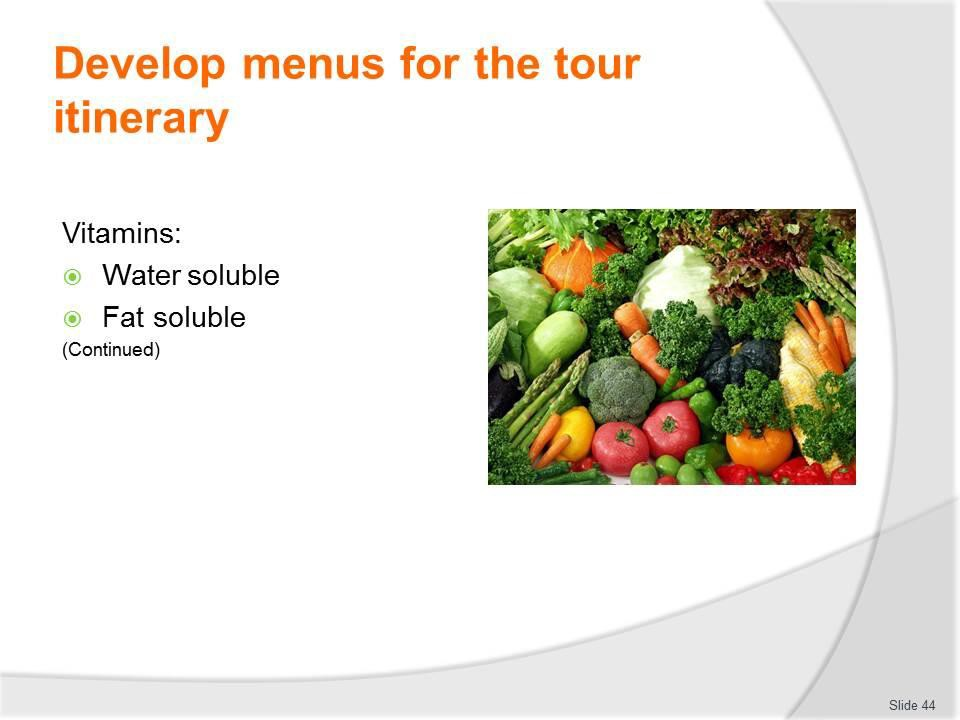 Develop menus for the tour
itinerary
Vitamins:
Water soluble
Fat soluble
(Continued)
Slide 44